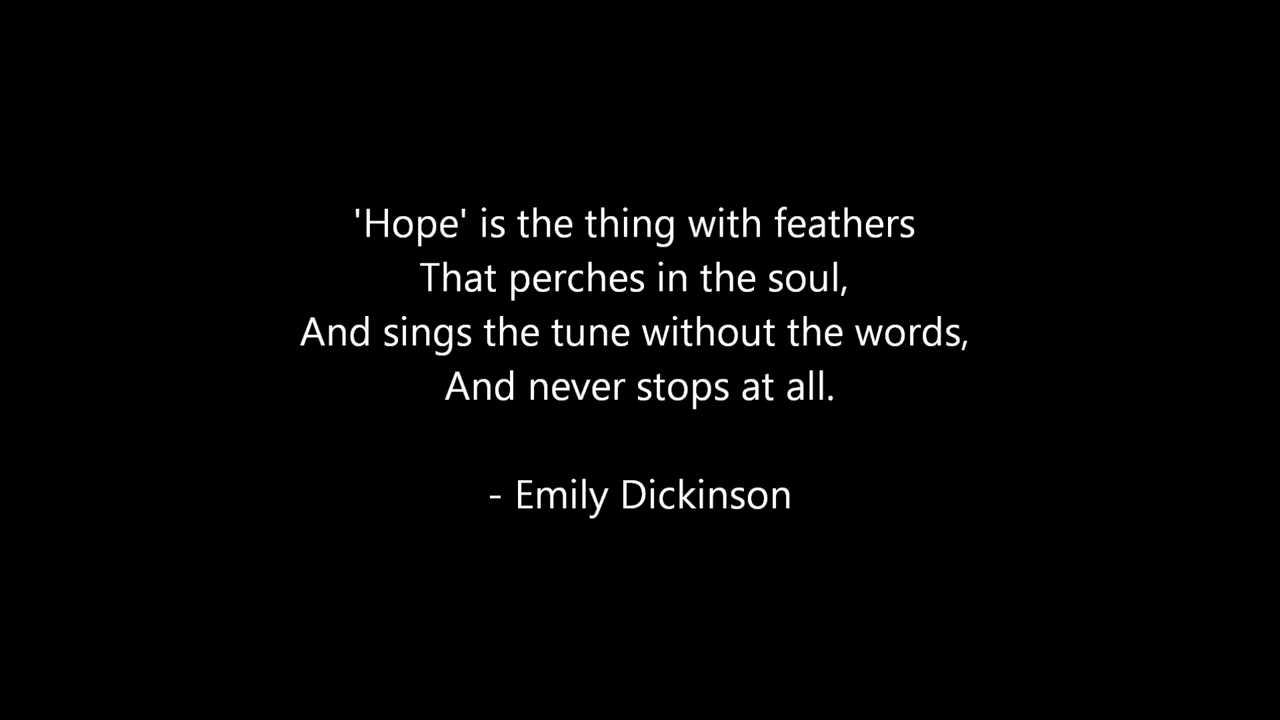 'Hope' is the thing with feathers
That perches in the soul,
And sings the tune without the words,
And never stops at all.
- Emily Dickinson